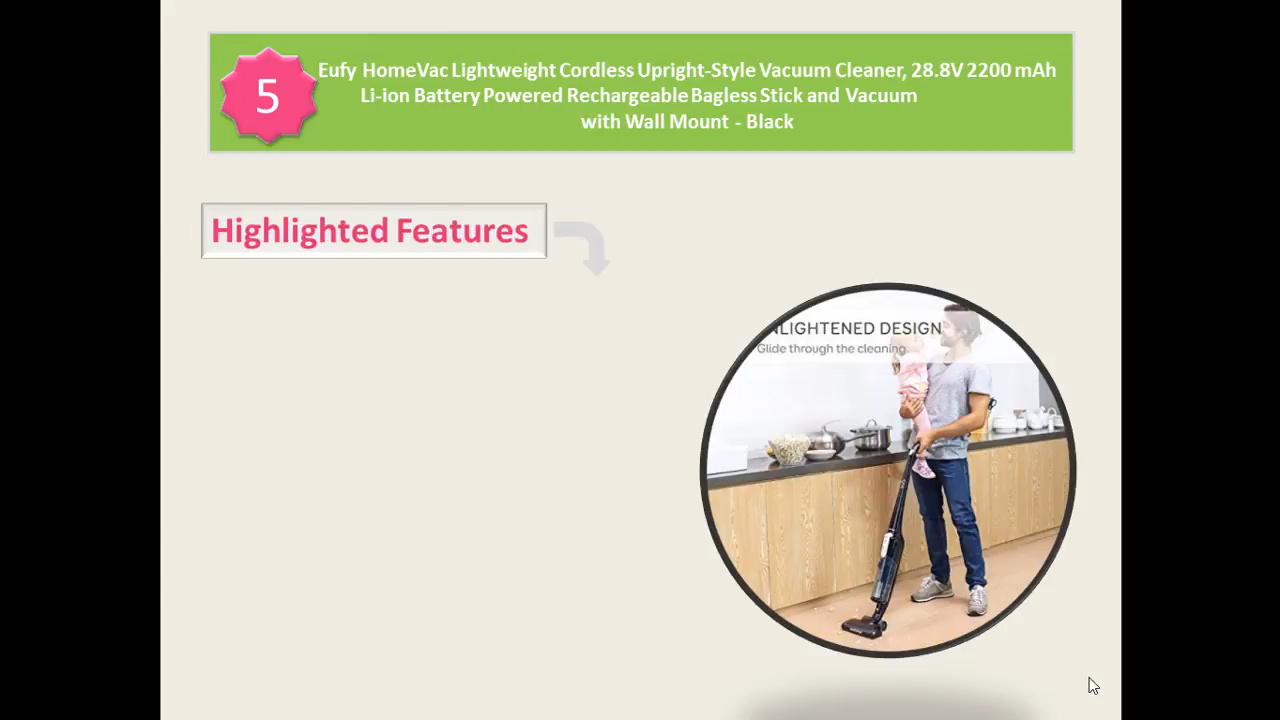 5
Eufy HomeVac Lightweight Cordless Upright-Style Vacuum Cleaner, 28.8V 2200 mAh
Li-ion Battery Powered Rechargeable Bagless Stick and Vacuum
with Wall Mount - Black
Highlighted Features
NLIGHTENED DESIGN
Glide through the cleaning